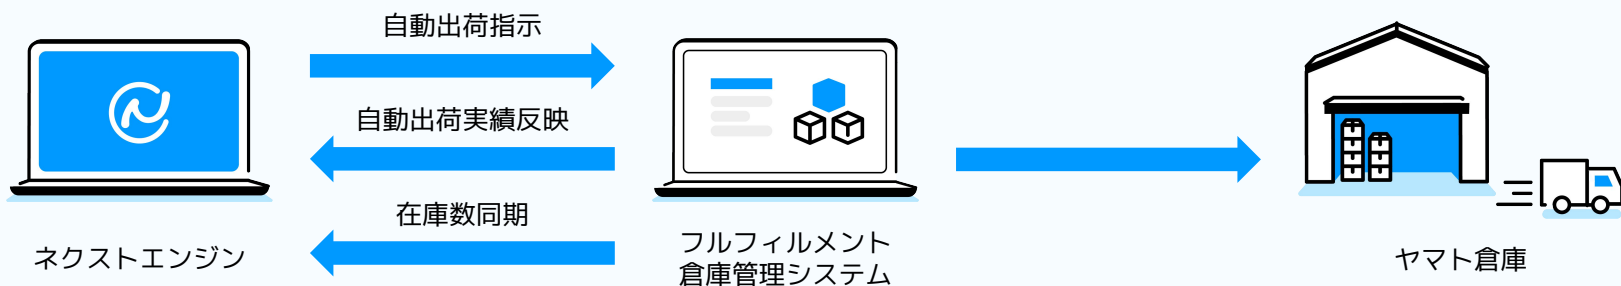 自動出荷指示
自動出荷実績反映
在庫数同期
ネクストエンジン
フルフィルメント
倉庫管理システム
ヤマト倉庫